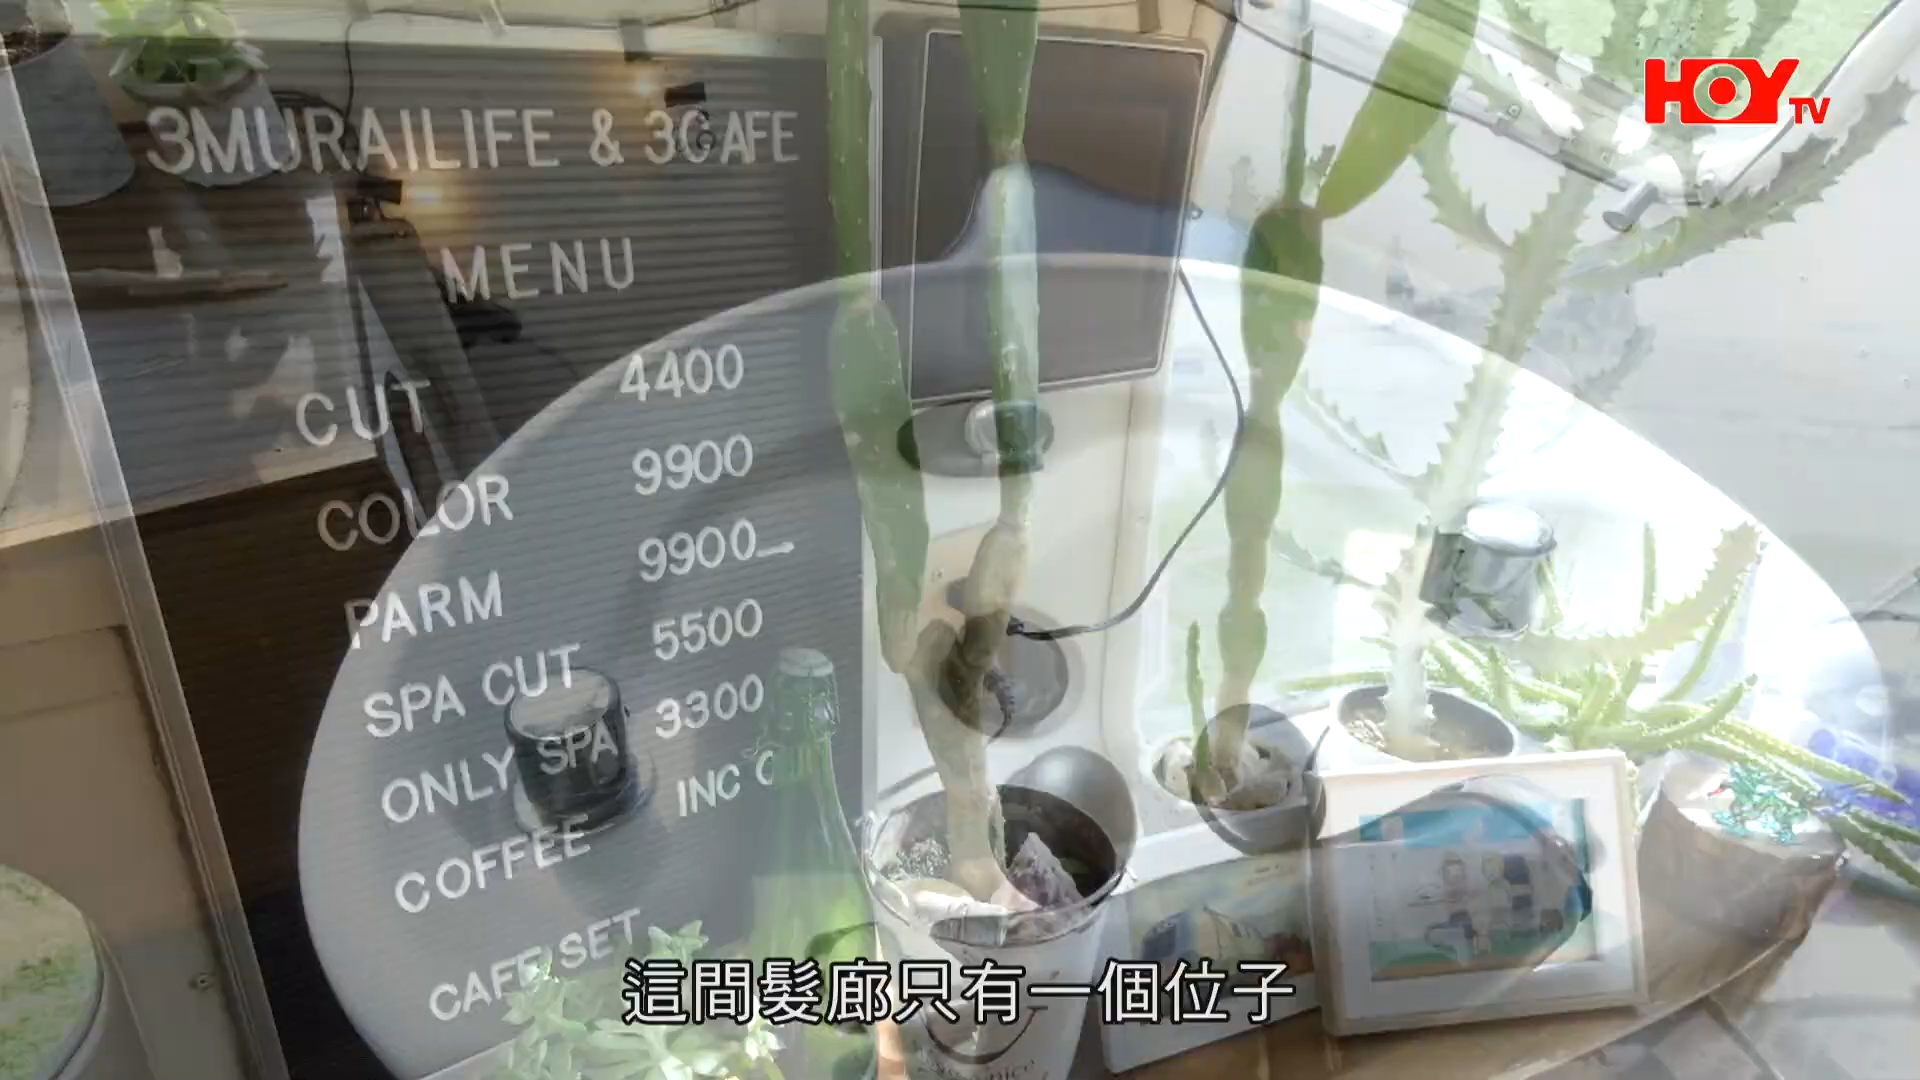 HOY TV
3MURAILIFE & 3CAFE
MENU
CUT 4400
COLOR 9900
PARM 9900
SPA CUT 5500
ONLY SPA 3300
COFFEE INC
CAFE SET
這間髮廊只有一個位子